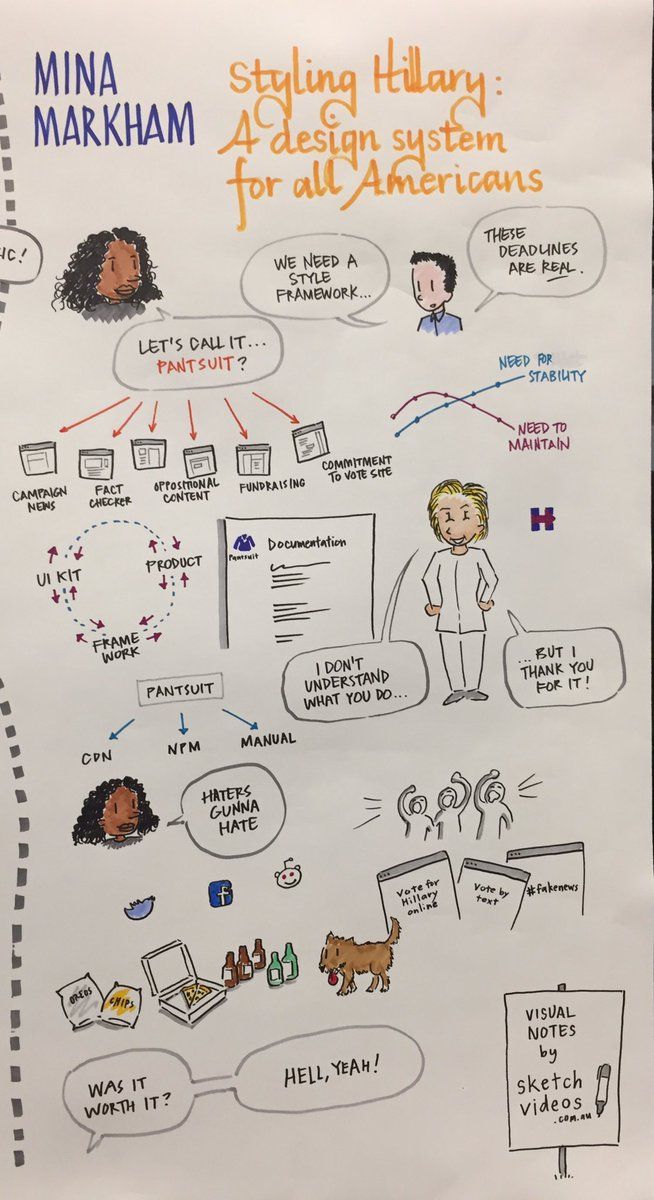 MINA
MARKHAM
Styling Hillary:
A design system
for all Americans
IC!
WE NEED A
STYLE
FRAMEWORK...
THESE
DEADLINES
ARE REAL.
LET'S CALL IT...
PANTSUIT?
NEED FOR
STABILITY
NEED TO
MAINTAIN
CAMPAIGN
NEWS
FACT
CHECKER
OPPOSITIONAL
CONTENT
FUNDRAISING
COMMITMENT
TO VOTE SITE
UI KIT
PRODUCT
FRAME
WORK
Pantsuit
Documentation
H
I DON'T
UNDERSTAND
WHAT YOU DO...
...BUT I
THANK YOU
FOR IT!
PANTSUIT
CDN
NPM
MANUAL
HATERS
GUNNA
HATE
f
Vote for
Hillary
online
Vote by
text
#fakenews
OREOS
CHIPS
WAS IT
WORTH IT?
HELL, YEAH!
VISUAL
NOTES
by
sketch
videos
.com.au